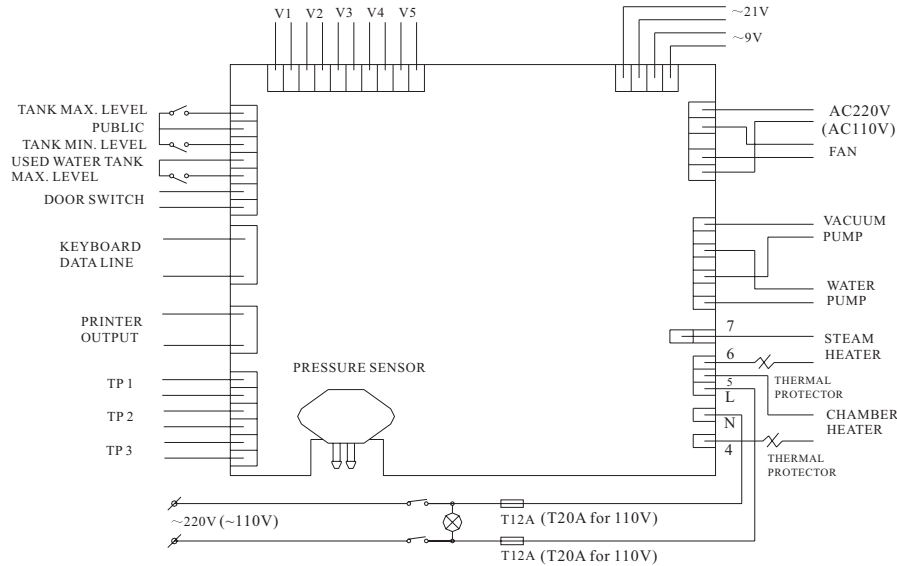 V1 V2 V3 V4 V5
~21V
~9V
TANK MAX. LEVEL
PUBLIC
TANK MIN. LEVEL
USED WATER TANK
MAX. LEVEL
DOOR SWITCH
KEYBOARD
DATA LINE
PRINTER
OUTPUT
TP 1
TP 2
TP 3
PRESSURE SENSOR
AC220V
(AC110V)
FAN
VACUUM
PUMP
WATER
PUMP
7
STEAM
HEATER
6
THERMAL
PROTECTOR
5
L
CHAMBER
HEATER
N
4
THERMAL
PROTECTOR
~220V (~110V)
T12A (T20A for 110V)
T12A (T20A for 110V)